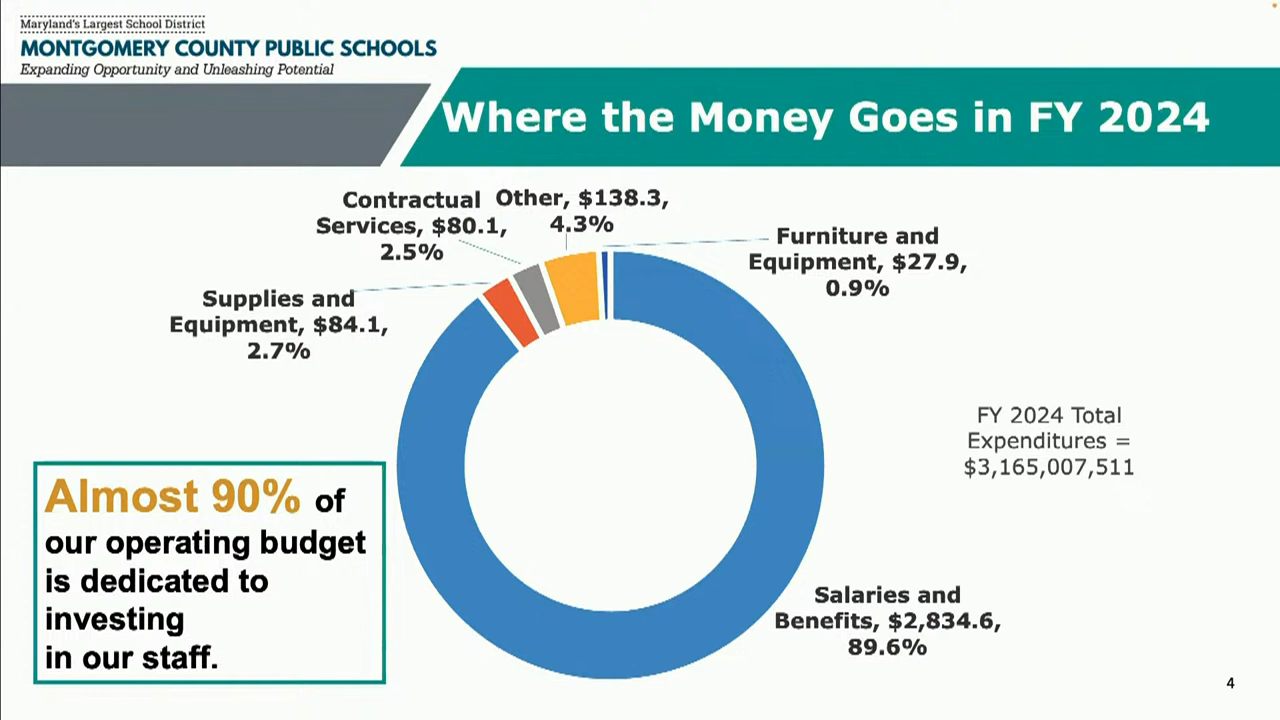 Maryland's Largest School District
MONTGOMERY COUNTY PUBLIC SCHOOLS
Expanding Opportunity and Unleashing Potential
Where the Money Goes in FY 2024
Contractual
Services, $80.1,
2.5%
Other, $138.3,
4.3%
Furniture and
Equipment, $27.9,
0.9%
Supplies and
Equipment, $84.1,
2.7%
FY 2024 Total
Expenditures =
$3,165,007,511
Almost 90% of
our operating budget
is dedicated to
investing
in our staff.
Salaries and
Benefits, $2,834.6,
89.6%
4